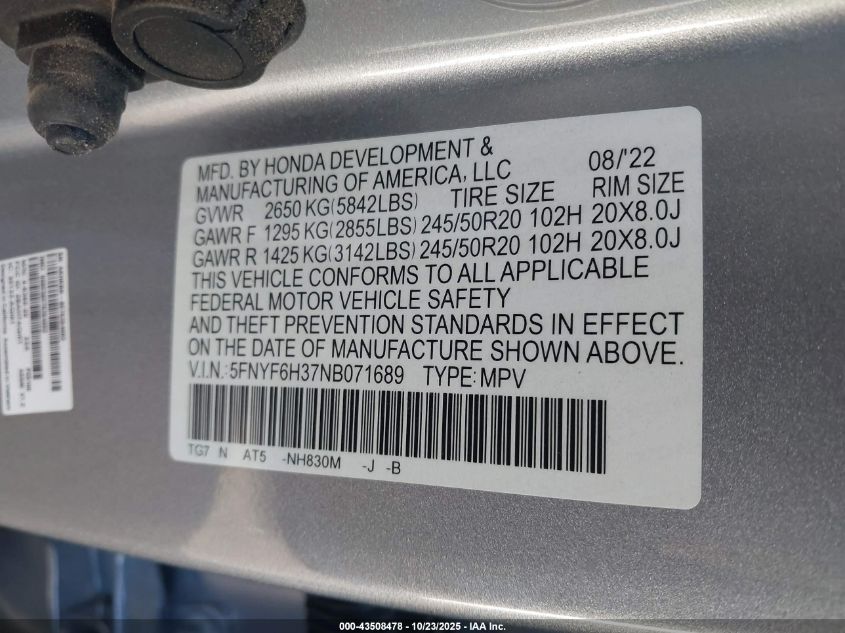 MFD. BY HONDA DEVELOPMENT &
MANUFACTURING OF AMERICA, LLC 08/'22
GVWR 2650 KG(5842LBS) TIRE SIZE RIM SIZE
GAWR F 1295 KG(2855LBS) 245/50R20 102H 20X8.0J
GAWR R 1425 KG(3142LBS) 245/50R20 102H 20X8.0J
THIS VEHICLE CONFORMS TO ALL APPLICABLE
FEDERAL MOTOR VEHICLE SAFETY
AND THEFT PREVENTION STANDARDS IN EFFECT
ON THE DATE OF MANUFACTURE SHOWN ABOVE.
V.I.N.:5FNYF6H37NB071689 TYPE:MPV
TG7 N AT5 -NH830M -J -B
000-43508478 - 10/23/2025 - IAA Inc.